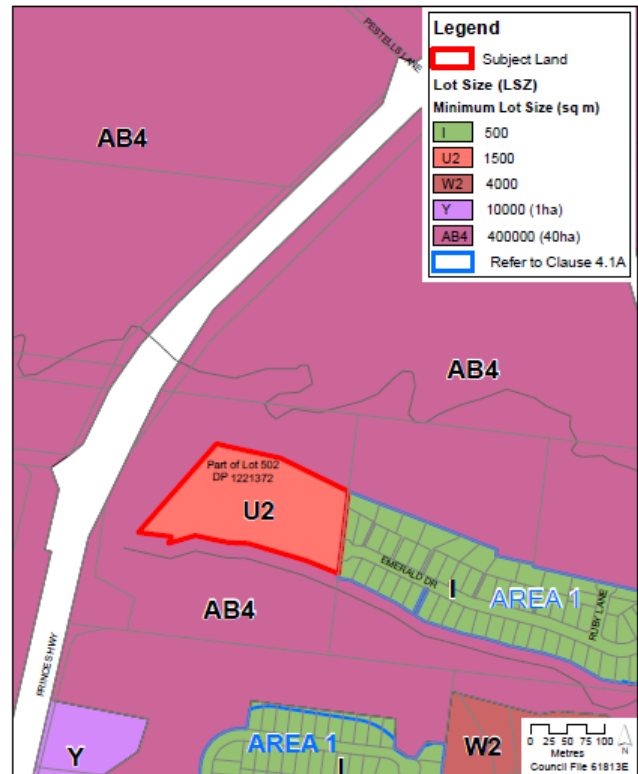 PESTELLS LANE
Legend
Subject Land
Lot Size (LSZ)
Minimum Lot Size (sq m)
I 500
U2 1500
W2 4000
Y 10000 (1ha)
AB4 400000 (40ha)
Refer to Clause 4.1A
AB4
AB4
Part of Lot 502
DP 1221372
U2
EMERALD DR
I
AREA 1
RUBY LANE
AB4
PRINCES HWY
Y
AREA 1
I
W2
0 25 50 75 100
Metres
N
Council File 51813E